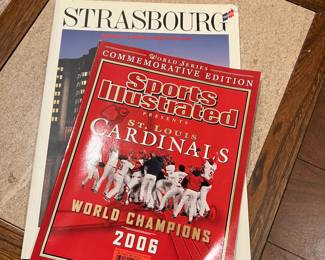 STRASBOURG
WORLD SERIES
COMMEMORATIVE EDITION
Sports
Illustrated
PRESENTS
ST. LOUIS
CARDINALS
WORLD CHAMPIONS
2006